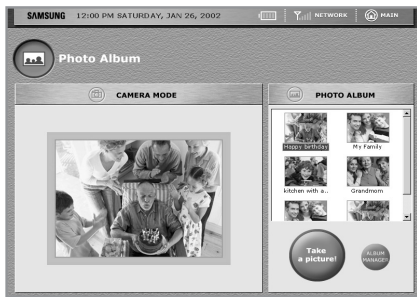 SAMSUNG 12:00 PM SATURDAY, JAN 26, 2002 NETWORK MAIN
Photo Album
CAMERA MODE
PHOTO ALBUM
Happy birthday My Family
kitchen with a.. Grandmom
Take
a picture!
ALBUM
MANAGER